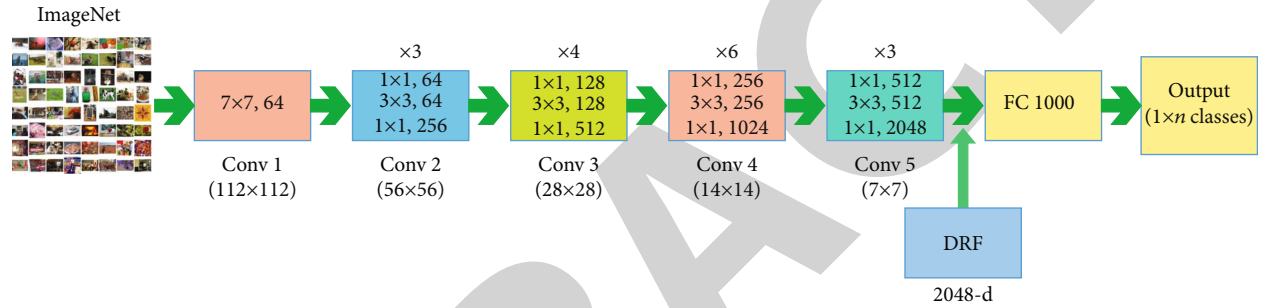 ImageNet
7×7, 64
Conv 1
(112×112)
×3
1×1, 64
3×3, 64
1×1, 256
Conv 2
(56×56)
×4
1×1, 128
3×3, 128
1×1, 512
Conv 3
(28×28)
×6
1×1, 256
3×3, 256
1×1, 1024
Conv 4
(14×14)
×3
1×1, 512
3×3, 512
1×1, 2048
Conv 5
(7×7)
FC 1000
Output
(1×n classes)
DRF
2048-d